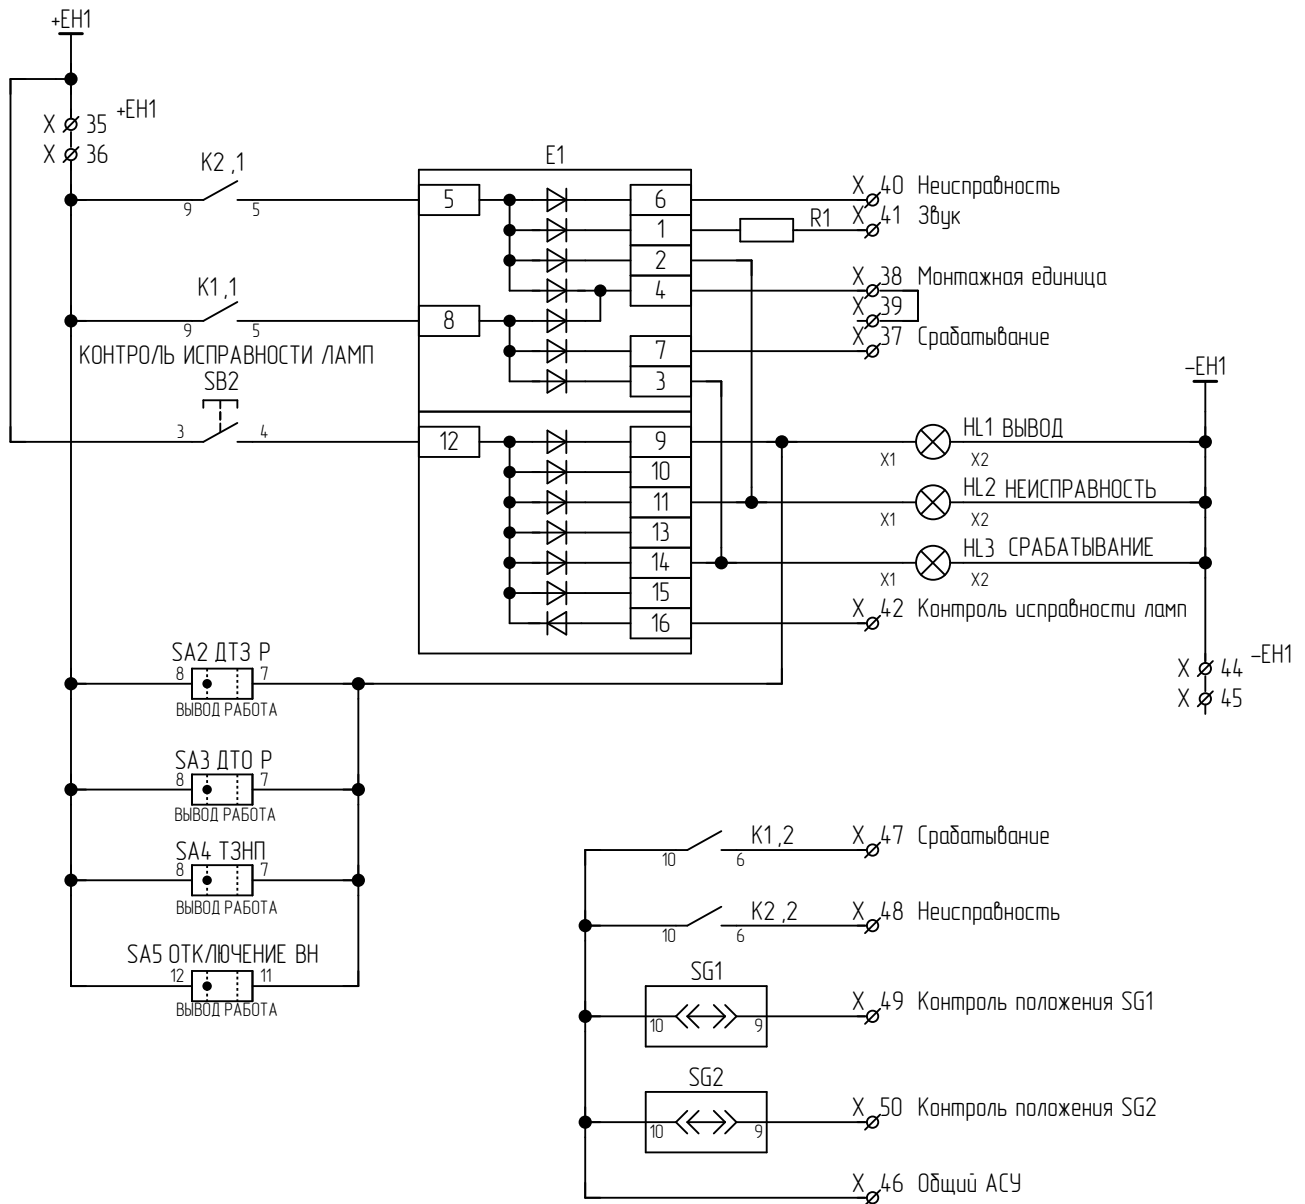 +EH1
X 35 +EH1
X 36
K2,1
9 5
E1
5
6
X 40 Неисправность
1
R1
X 41 Звук
2
4
X 38 Монтажная единица
X 39
K1,1
9 5
8
7
X 37 Срабатывание
3
КОНТРОЛЬ ИСПРАВНОСТИ ЛАМП
SB2
3 4
12
9
10
11
13
14
15
16
-EH1
HL1 ВЫВОД
X1 X2
HL2 НЕИСПРАВНОСТЬ
X1 X2
HL3 СРАБАТЫВАНИЕ
X1 X2
X 42 Контроль исправности ламп
X 44 -EH1
X 45
SA2 ДТЗ Р
8 7
ВЫВОД РАБОТА
SA3 ДТО Р
8 7
ВЫВОД РАБОТА
SA4 ТЗНП
8 7
ВЫВОД РАБОТА
SA5 ОТКЛЮЧЕНИЕ ВН
12 11
ВЫВОД РАБОТА
K1,2
10 6
X 47 Срабатывание
K2,2
10 6
X 48 Неисправность
SG1
10 9
X 49 Контроль положения SG1
SG2
10 9
X 50 Контроль положения SG2
X 46 Общий АСУ